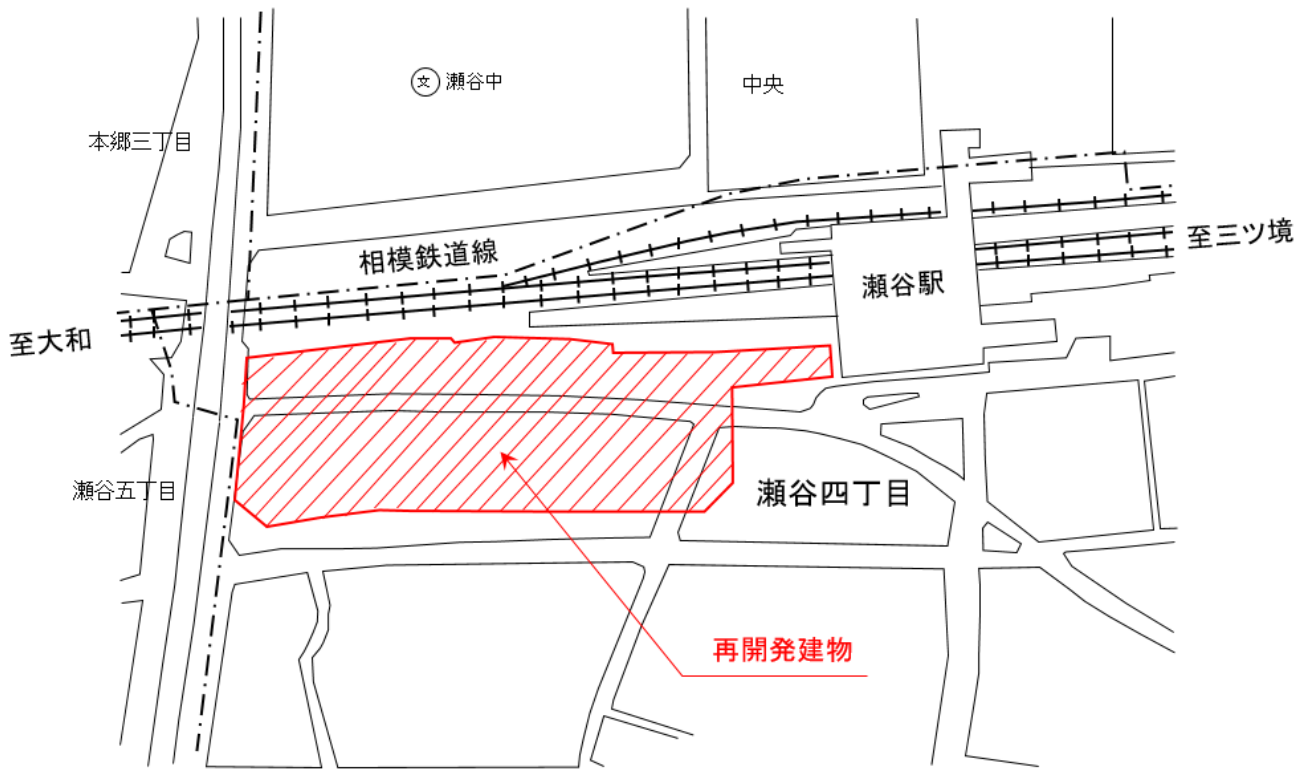 文 瀬谷中
中央
本郷三丁目
相模鉄道線
至三ツ境
瀬谷駅
至大和
瀬谷五丁目
瀬谷四丁目
再開発建物